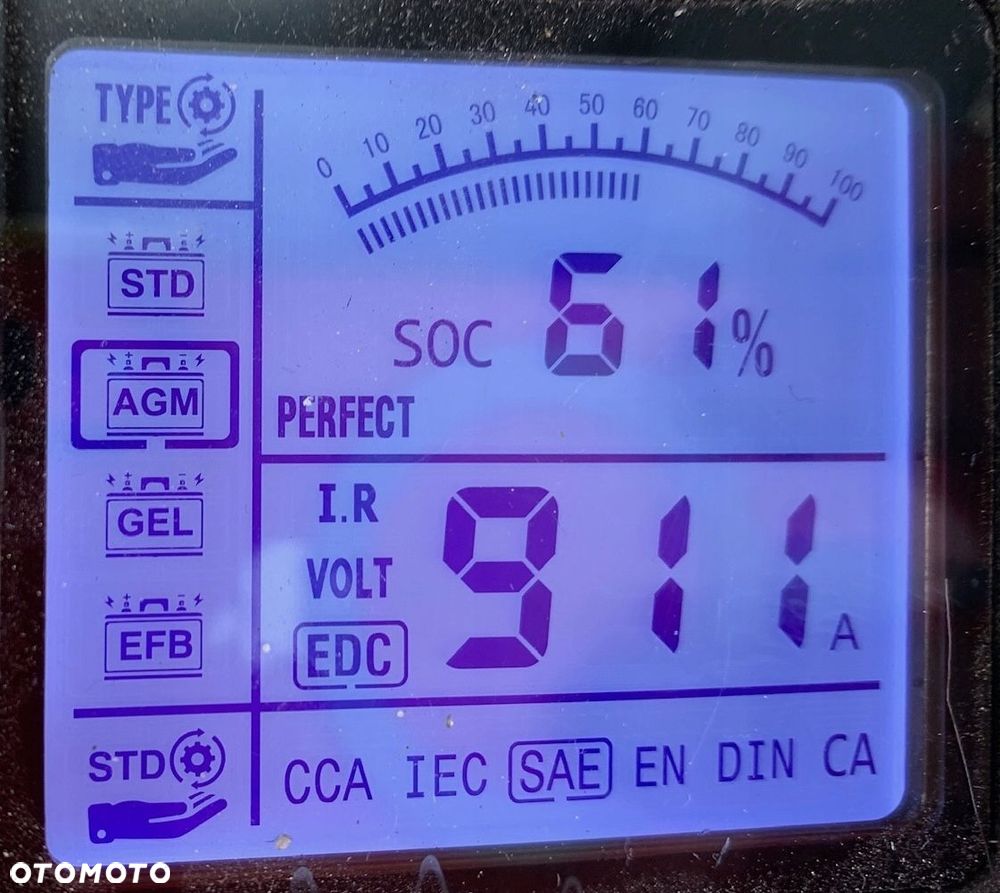 TYPE
0 10 20 30 40 50 60 70 80 90 100
+ -
STD
SOC 61%
+ -
AGM
PERFECT
+ -
GEL
I.R
VOLT
911 A
+ -
EFB
EDC
STD
CCA IEC SAE EN DIN CA
OTOMOTO